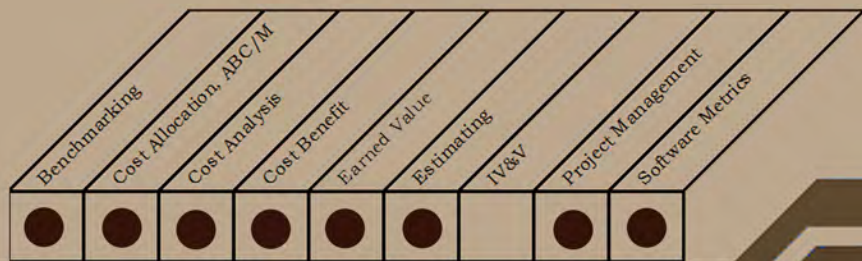 Benchmarking
Cost Allocation, ABC/M
Cost Analysis
Cost Benefit
Earned Value
Estimating
IV&V
Project Management
Software Metrics